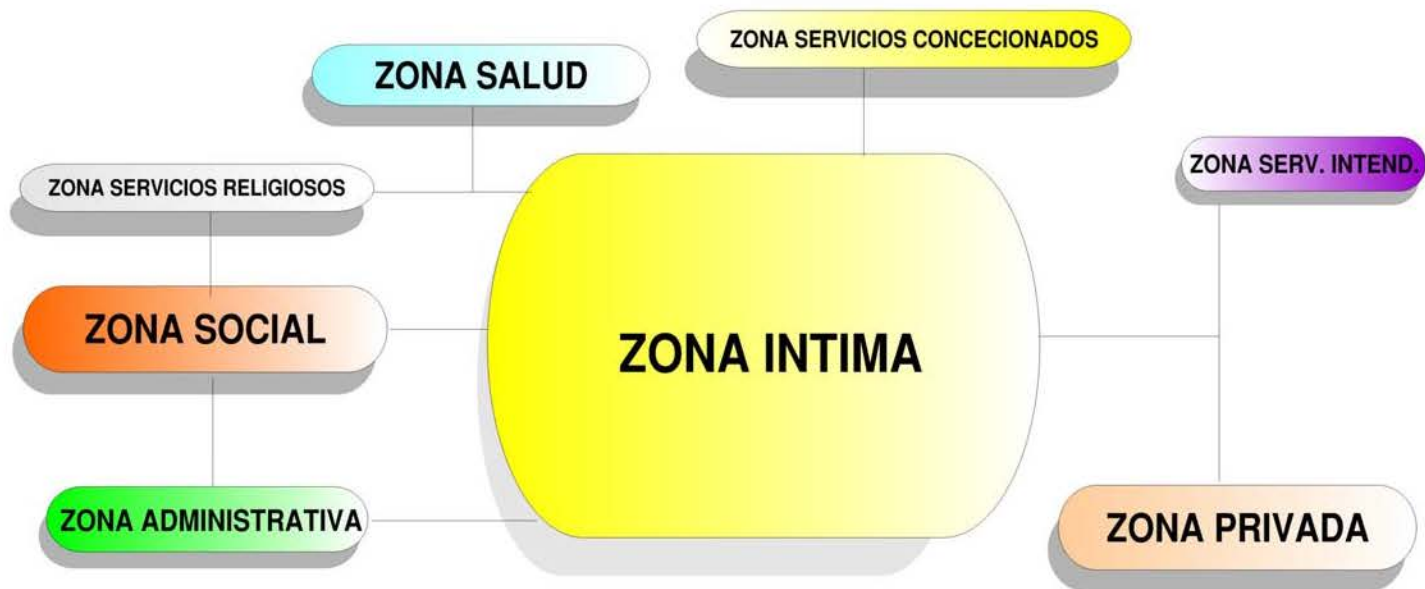 ZONA SERVICIOS CONCECIONADOS
ZONA SALUD
ZONA SERV. INTEND.
ZONA SERVICIOS RELIGIOSOS
ZONA SOCIAL
ZONA INTIMA
ZONA ADMINISTRATIVA
ZONA PRIVADA